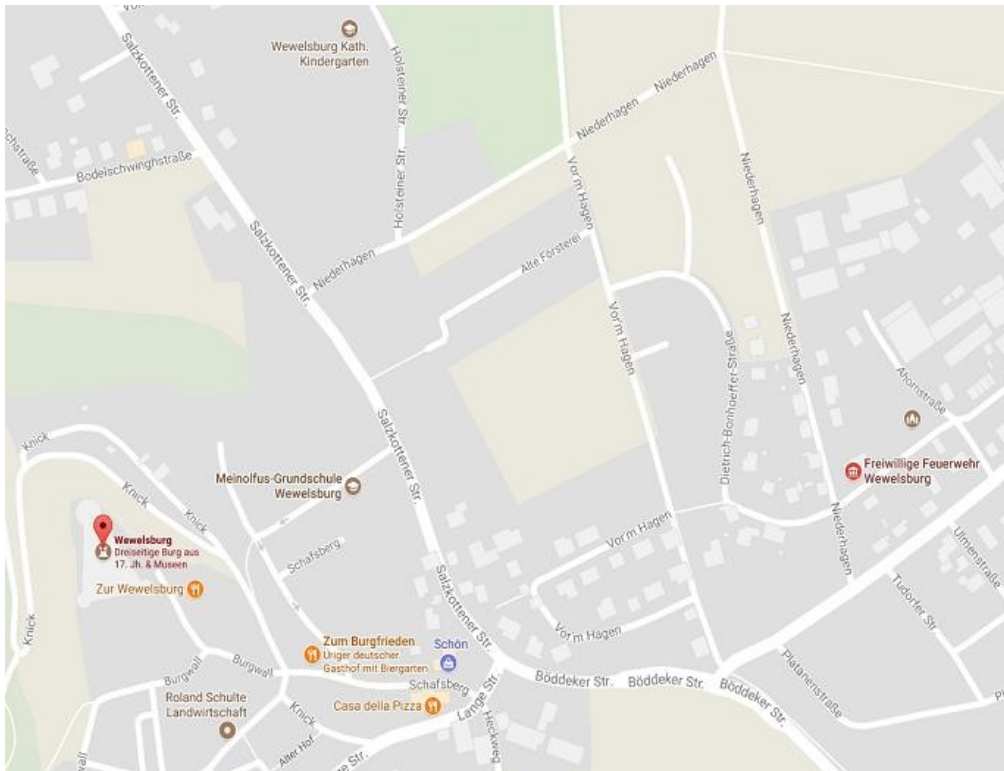 Wewelsburg Kath.
Kindergarten
Salzkottener Str.
Holsteiner Str.
Holsteiner Str.
Niederhagen
Niederhagen
Bodelschwinghstraße
Vor'm Hagen
Niederhagen
Salzkottener Str.
Niederhagen
Alte Försterei
Vor'm Hagen
Niederhagen
Dietrich-Bonhoeffer-Straße
Ahornstraße
Salzkottener Str.
Knick
Meinolfus-Grundschule
Wewelsburg
Freiwillige Feuerwehr
Wewelsburg
Knick
Knick
Wewelsburg
Dreiseitige Burg aus
17. Jh. & Museen
Vor'm Hagen
Niederhagen
Ulmenstraße
Schafsberg
Zur Wewelsburg
Salzkottener Str.
Tudorfer Str.
Knick
Vor'm Hagen
Zum Burgfrieden
Uriger deutscher
Gasthof mit Biergarten
Schön
Burgwall
Burgwall
Platanenstraße
Böddeker Str.
Böddeker Str.
Böddeker Str.
Schafsberg
Roland Schulte
Landwirtschaft
Casa della Pizza
Lange Str.
Knick
Heckweg
Alter Hof